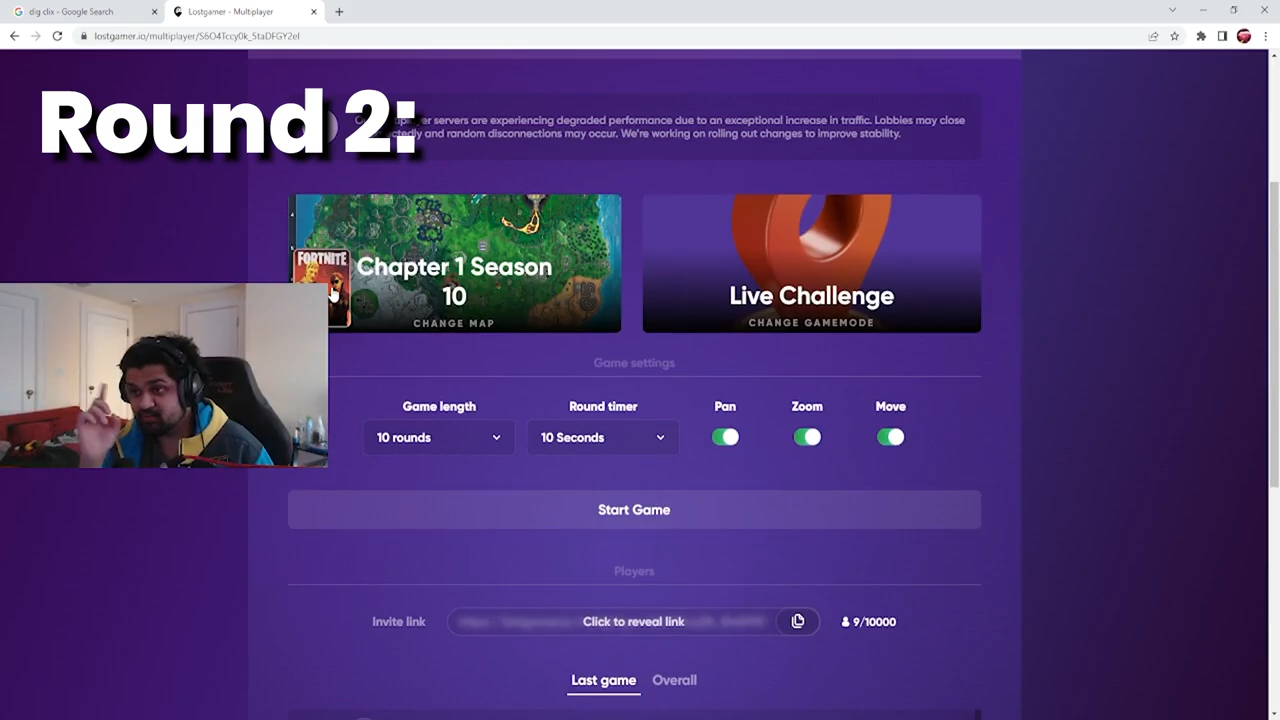 dig clix - Google Search
Lostgamer - Multiplayer
lostgamer.io/multiplayer/S6O4Tccy0k_5taDFGY2eI
Round 2:
servers are experiencing degraded performance due to an exceptional increase in traffic. Lobbies may close
and random disconnections may occur. We're working on rolling out changes to improve stability.
FORTNITE
Chapter 1 Season
10
CHANGE MAP
Live Challenge
CHANGE GAMEMODE
Game settings
Game length
Round timer
Pan
Zoom
Move
10 rounds
10 Seconds
Start Game
Players
Invite link
Click to reveal link
9/10000
Last game
Overall